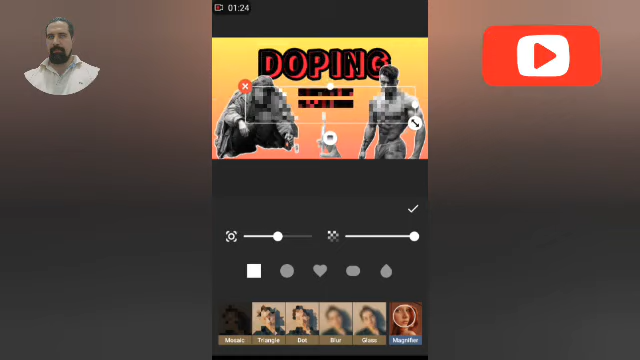 01:24
DOPING
Mosaic
Triangle
Dot
Blur
Glass
Magnifier